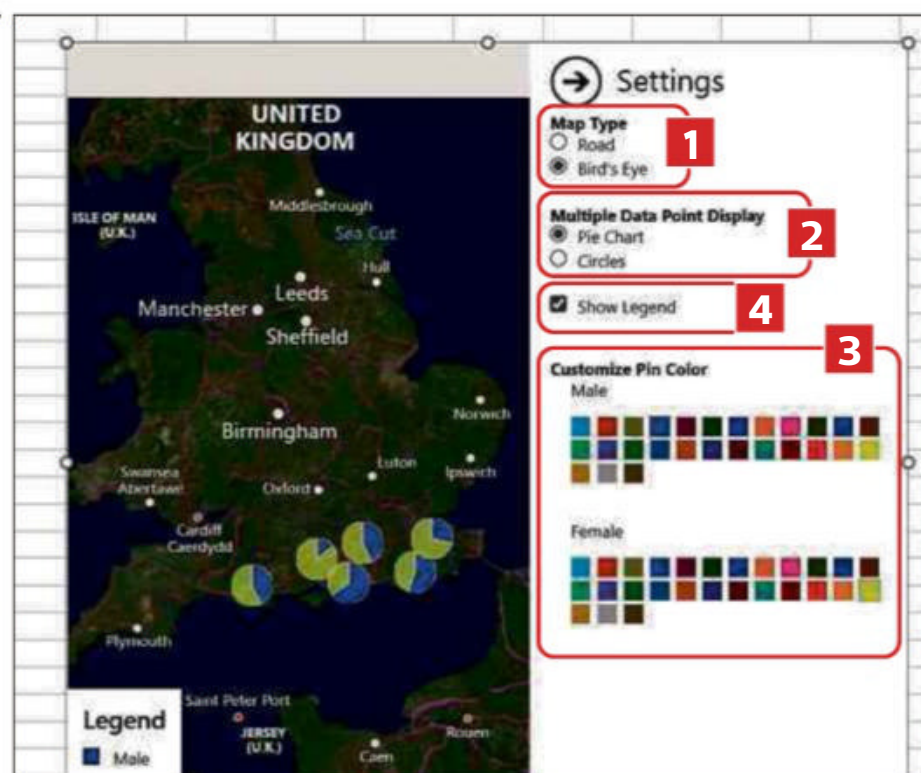 UNITED
KINGDOM
Middlesbrough
ISLE OF MAN
(U.K.)
Sea Cut
Hull
Leeds
Manchester
Sheffield
Norwich
Birmingham
Luton
Ipswich
Swansea
Abertawe
Oxford
Cardiff
Caerdydd
Plymouth
Saint Peter Port
JERSEY
(U.K.)
Rouen
Caen
Legend
Male
Settings
Map Type
Road
Bird's Eye
1
Multiple Data Point Display
Pie Chart
Circles
2
Show Legend
4
3
Customize Pin Color
Male
Female